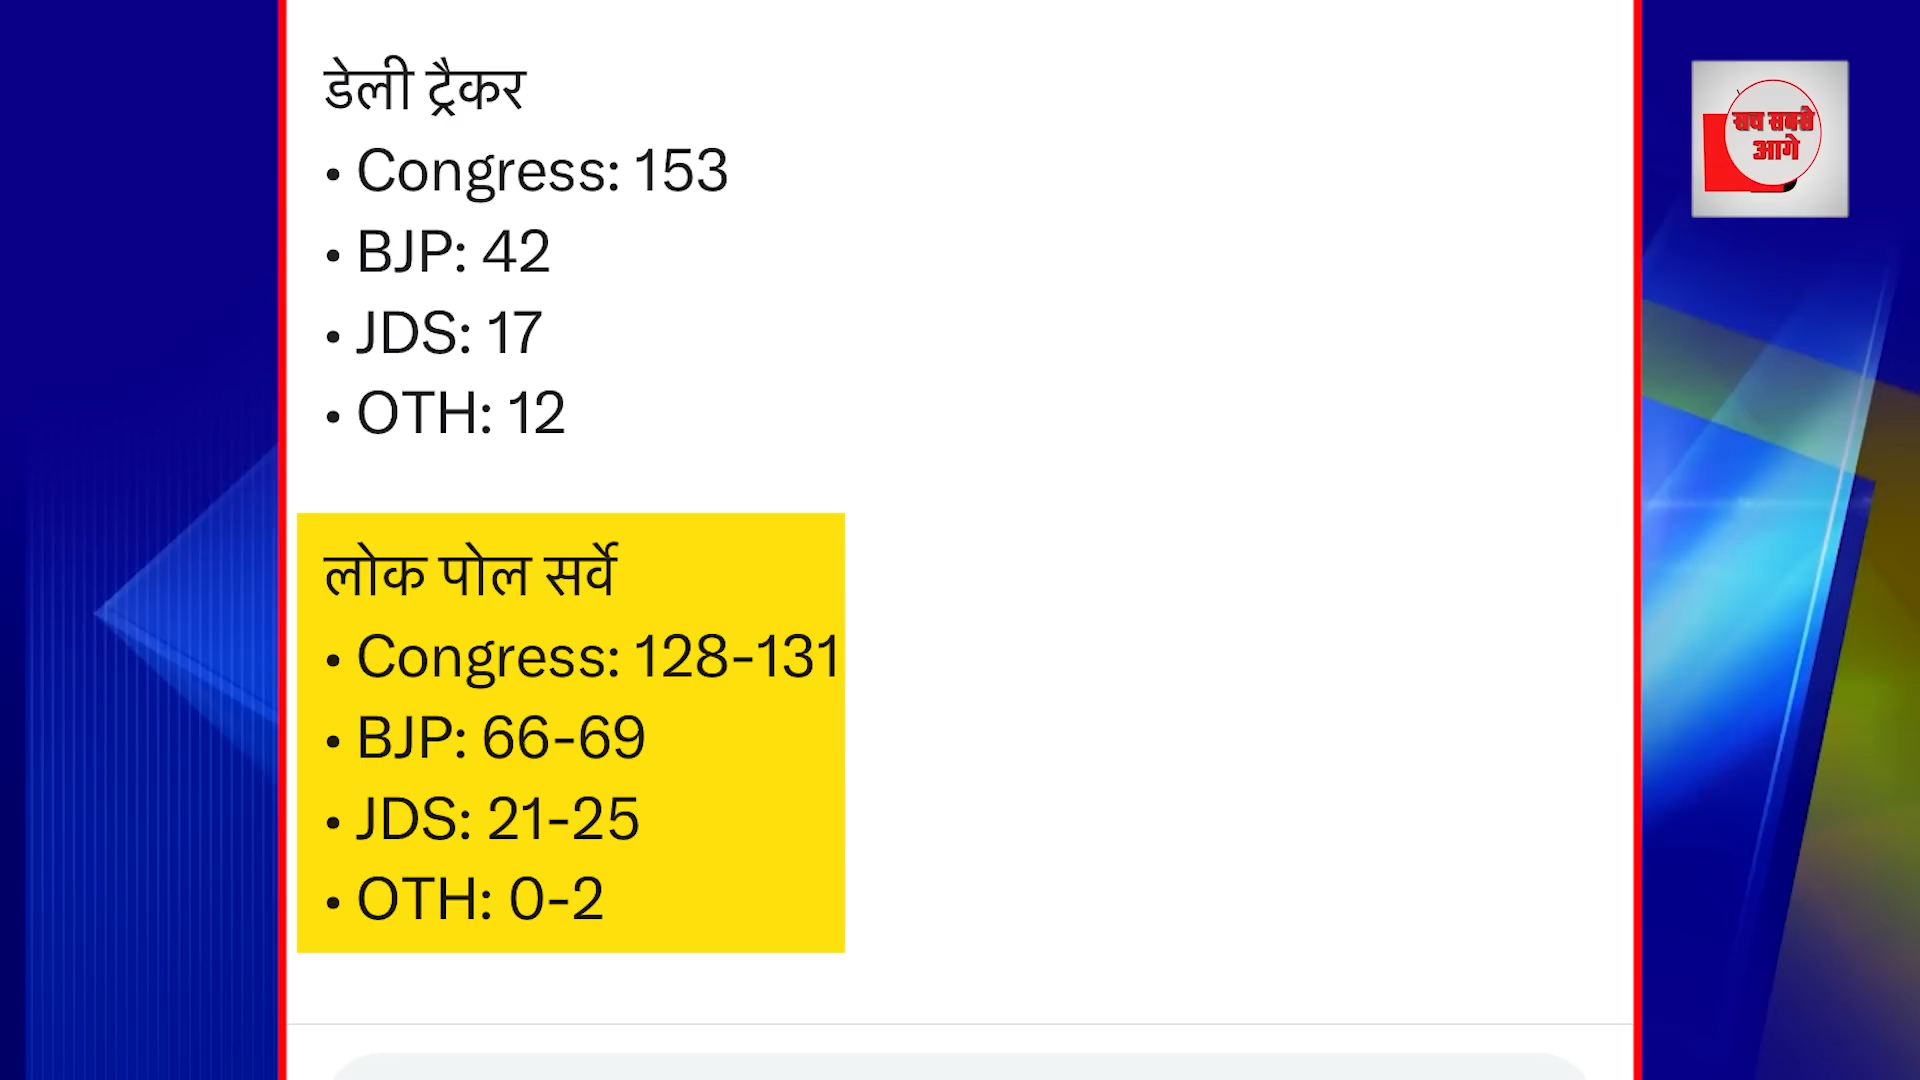 डेली ट्रैकर
• Congress: 153
• BJP: 42
• JDS: 17
• OTH: 12
लोक पोल सर्वे
• Congress: 128-131
• BJP: 66-69
• JDS: 21-25
• OTH: 0-2
सच सबसे
आगे